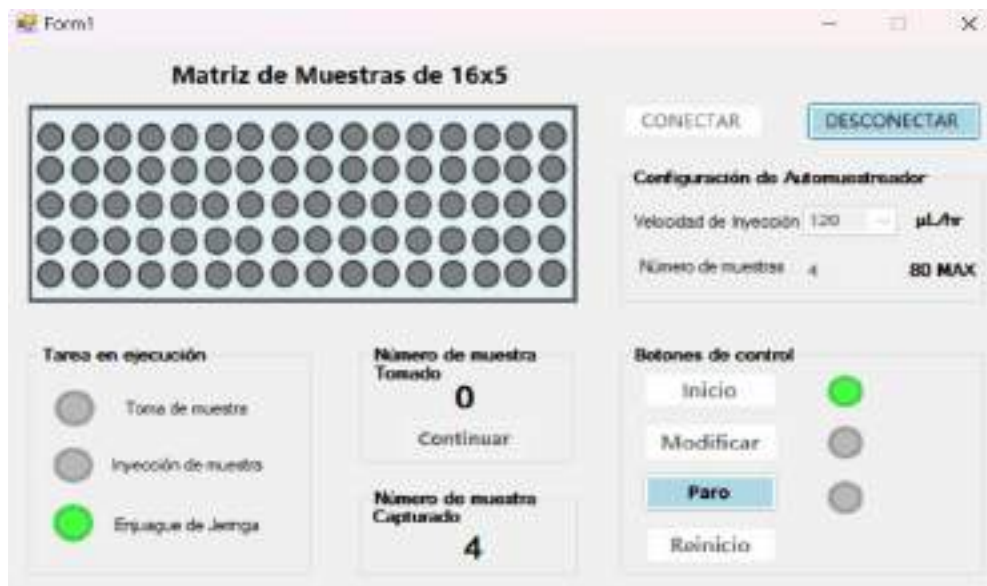 Form1
Matriz de Muestras de 16x5
CONECTAR
DESCONECTAR
Configuración de Automuestreador
Velocidad de Inyección 120 µL/hr
Número de muestras 4 80 MAX
Tarea en ejecución
Toma de muestra
Inyección de muestra
Enjuague de Jeringa
Número de muestra
Tomado
0
Continuar
Número de muestra
Capturado
4
Botones de control
Inicio
Modificar
Paro
Reinicio